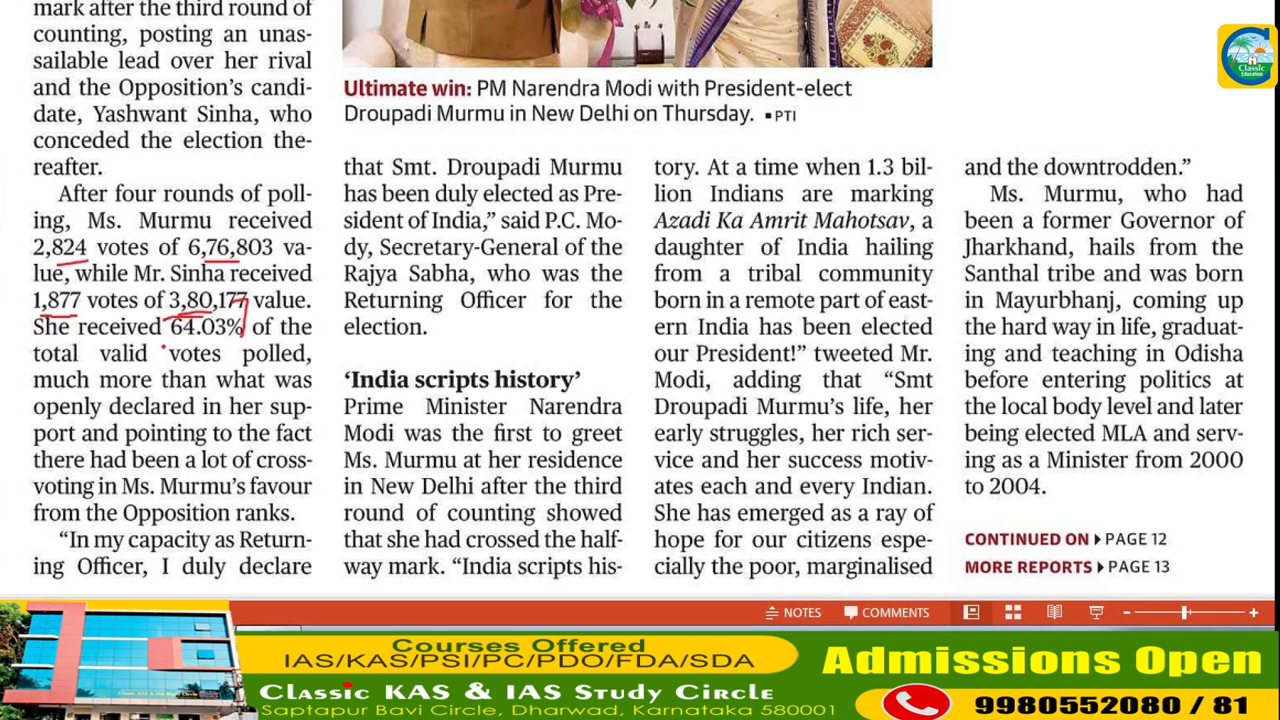 mark after the third round of
counting, posting an unas-
sailable lead over her rival
and the Opposition's candi-
date, Yashwant Sinha, who
conceded the election the-
reafter.
After four rounds of poll-
ing, Ms. Murmu received
2,824 votes of 6,76,803 va-
lue, while Mr. Sinha received
1,877 votes of 3,80,177 value.
She received 64.03% of the
total valid votes polled,
much more than what was
openly declared in her sup-
port and pointing to the fact
there had been a lot of cross-
voting in Ms. Murmu's favour
from the Opposition ranks.
"In my capacity as Return-
ing Officer, I duly declare
Ultimate win: PM Narendra Modi with President-elect
Droupadi Murmu in New Delhi on Thursday. ▪PTI
that Smt. Droupadi Murmu
has been duly elected as Pre-
sident of India," said P.C. Mo-
dy, Secretary-General of the
Rajya Sabha, who was the
Returning Officer for the
election.
'India scripts history'
Prime Minister Narendra
Modi was the first to greet
Ms. Murmu at her residence
in New Delhi after the third
round of counting showed
that she had crossed the half-
way mark. "India scripts his-
tory. At a time when 1.3 bil-
lion Indians are marking
Azadi Ka Amrit Mahotsav, a
daughter of India hailing
from a tribal community
born in a remote part of east-
ern India has been elected
our President!" tweeted Mr.
Modi, adding that "Smt
Droupadi Murmu's life, her
early struggles, her rich ser-
vice and her success motiv-
ates each and every Indian.
She has emerged as a ray of
hope for our citizens espe-
cially the poor, marginalised
and the downtrodden."
Ms. Murmu, who had
been a former Governor of
Jharkhand, hails from the
Santhal tribe and was born
in Mayurbhanj, coming up
the hard way in life, graduat-
ing and teaching in Odisha
before entering politics at
the local body level and later
being elected MLA and serv-
ing as a Minister from 2000
to 2004.
CONTINUED ON ▸ PAGE 12
MORE REPORTS ▸ PAGE 13
Classic
Education
NOTES COMMENTS
Courses Offered
IAS/KAS/PSI/PC/PDO/FDA/SDA
Classic KAS & IAS Study Circle
Saptapur Bavi Circle, Dharwad, Karnataka 580001
Admissions Open
9980552080 / 81